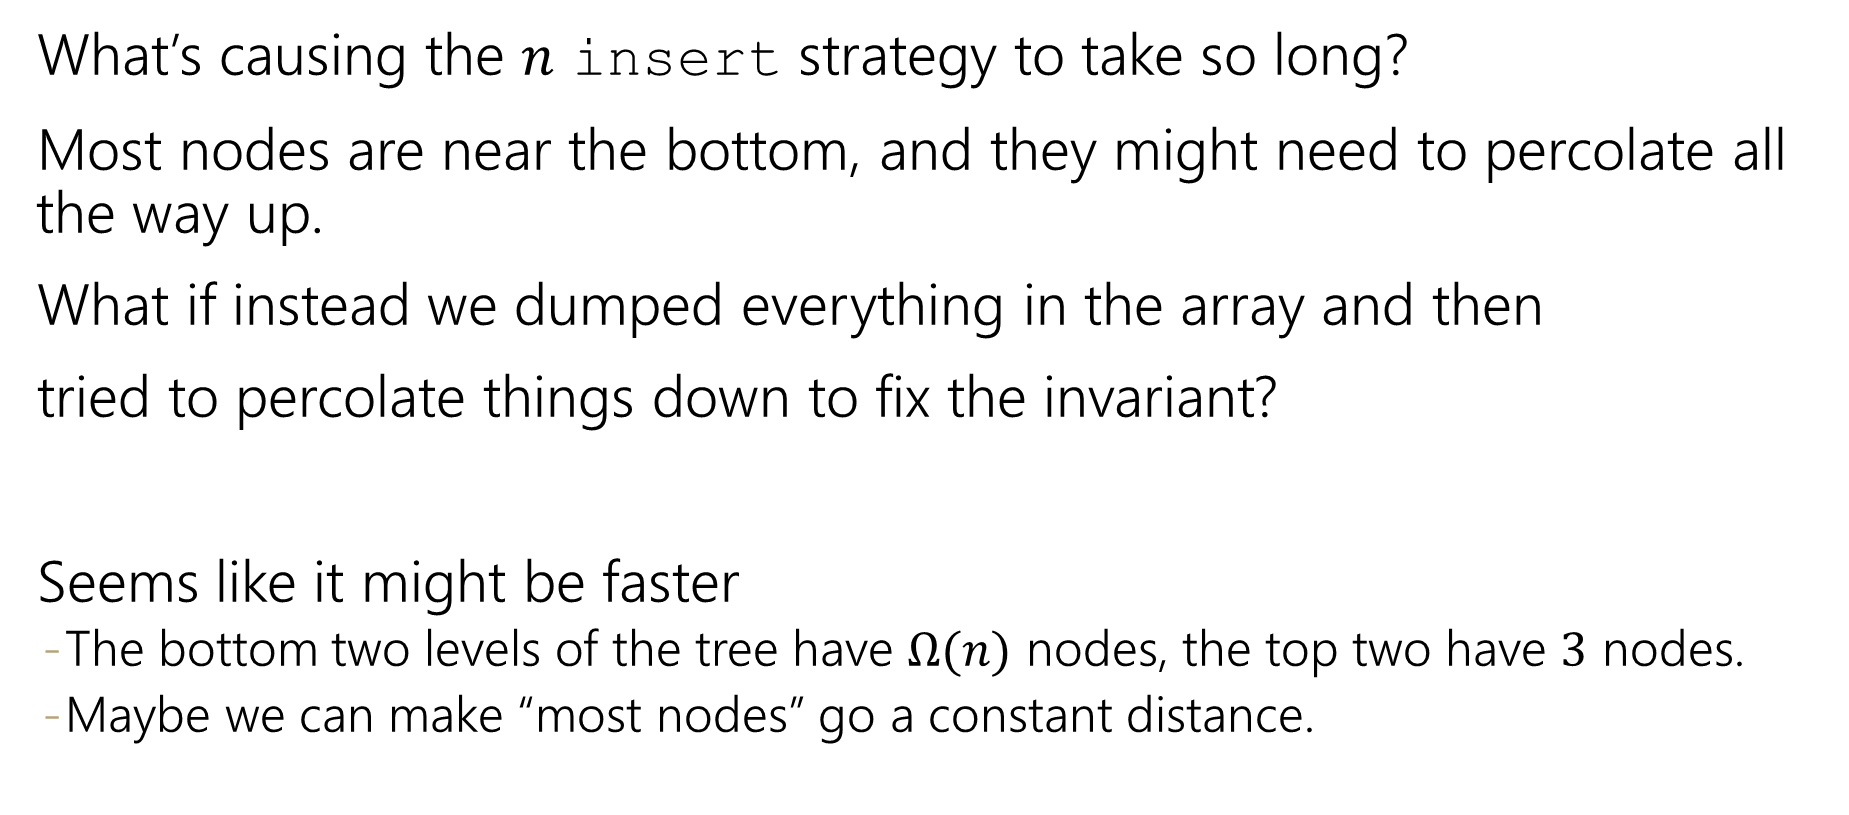 What's causing the n insert strategy to take so long?
Most nodes are near the bottom, and they might need to percolate all
the way up.
What if instead we dumped everything in the array and then
tried to percolate things down to fix the invariant?
Seems like it might be faster
-The bottom two levels of the tree have Ω(n) nodes, the top two have 3 nodes.
-Maybe we can make “most nodes” go a constant distance.